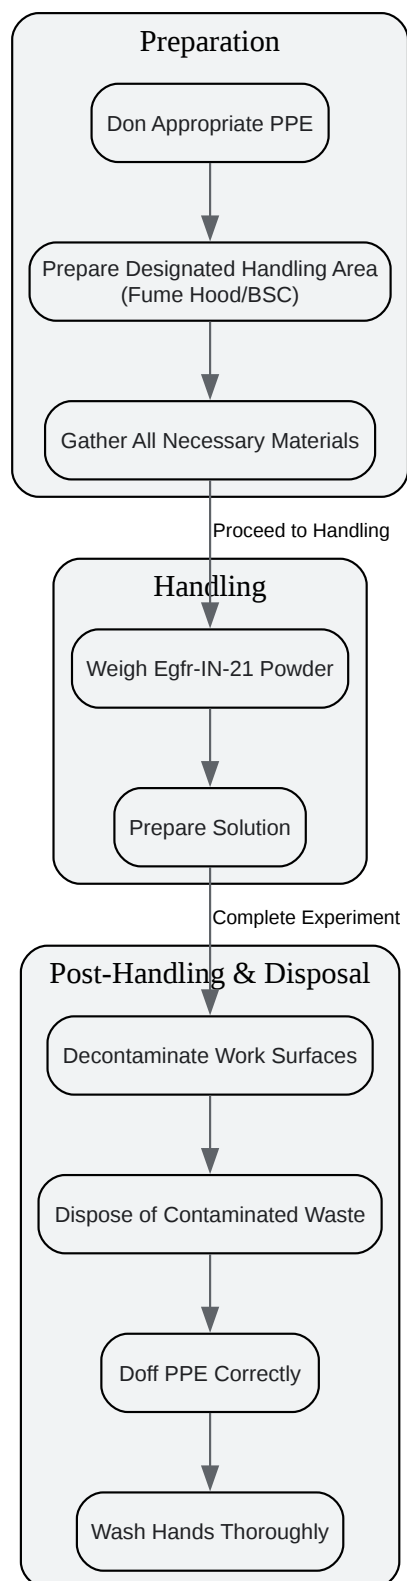 Preparation
Don Appropriate PPE
Prepare Designated Handling Area
(Fume Hood/BSC)
Gather All Necessary Materials
Proceed to Handling
Handling
Weigh Egfr-IN-21 Powder
Prepare Solution
Complete Experiment
Post-Handling & Disposal
Decontaminate Work Surfaces
Dispose of Contaminated Waste
Doff PPE Correctly
Wash Hands Thoroughly